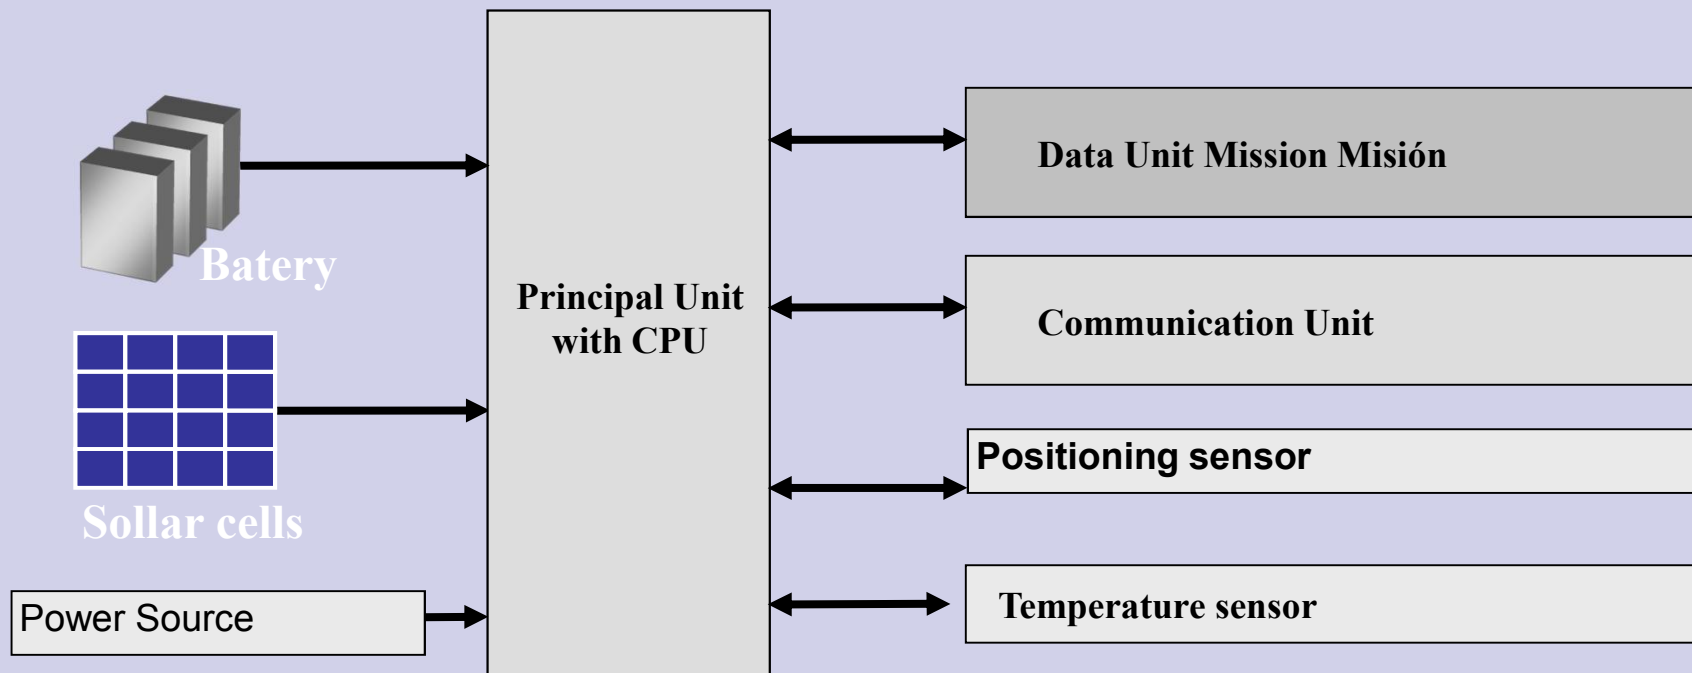 Batery
Sollar cells
Power Source
Principal Unit
with CPU
Data Unit Mission Misión
Communication Unit
Positioning sensor
Temperature sensor